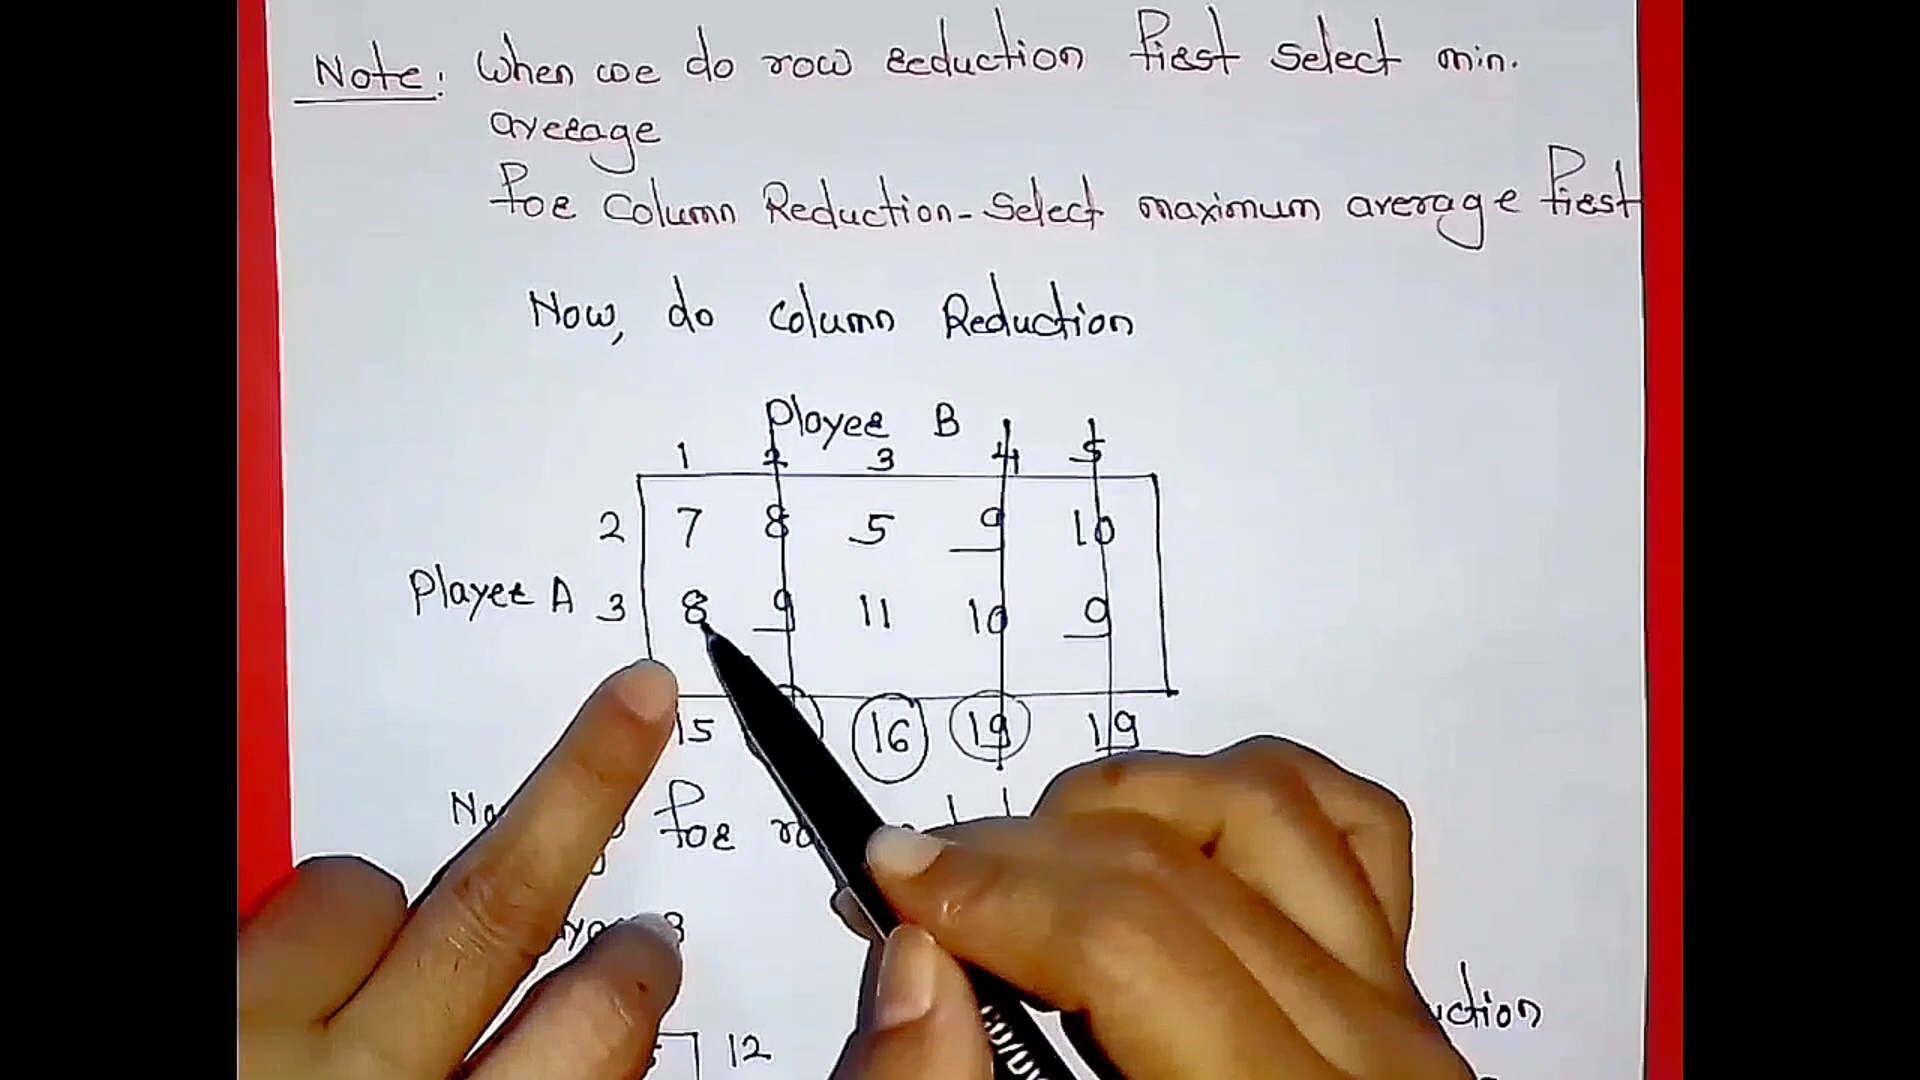 Note: When we do row reduction first select min.
average
for Column Reduction - Select maximum average first
Now, do Column Reduction
Player B
1 2 3 4 5
2 7 8 5 9 10
Player A 3 8 9 11 10 9
15 16 19 19
for
12